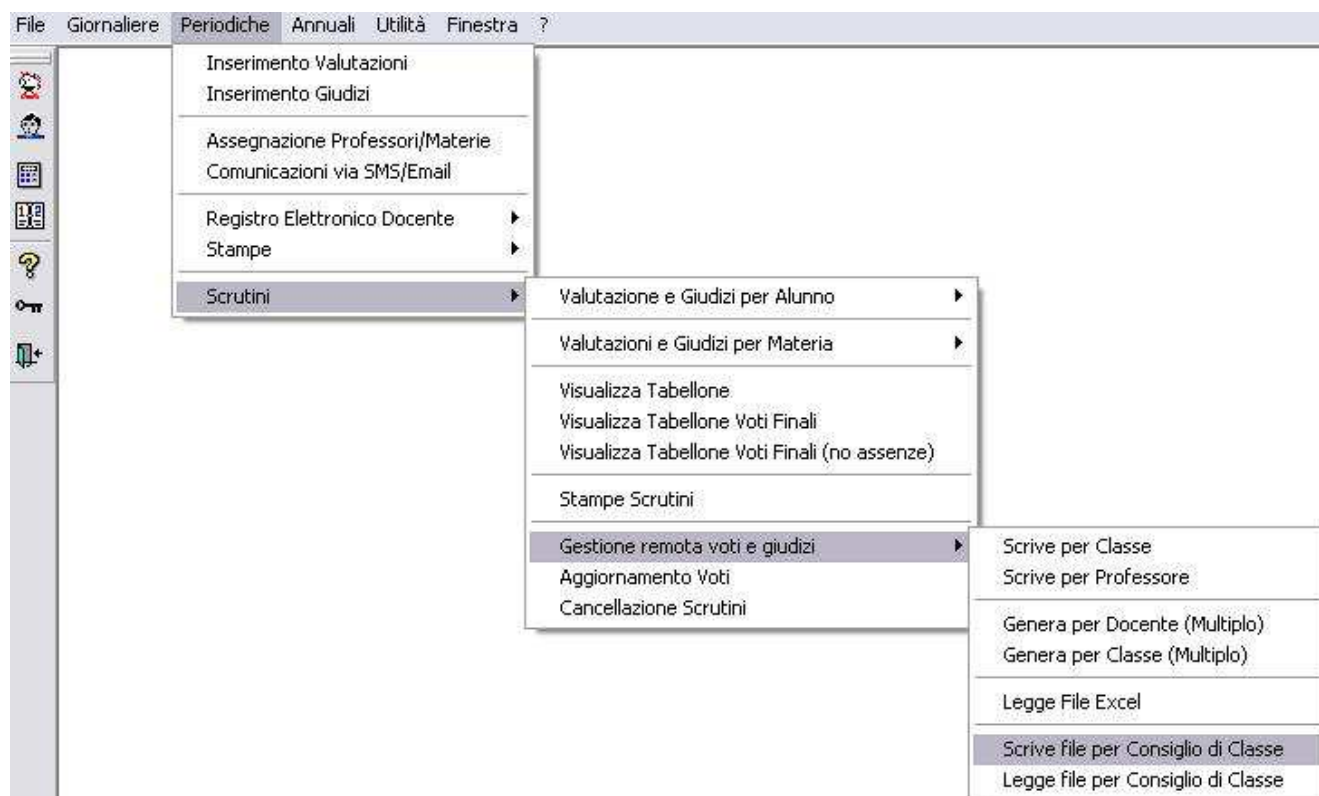 File Giornaliere Periodiche Annuali Utilità Finestra ?
Inserimento Valutazioni
Inserimento Giudizi
Assegnazione Professori/Materie
Comunicazioni via SMS/Email
Registro Elettronico Docente
Stampe
Scrutini
Valutazione e Giudizi per Alunno
Valutazioni e Giudizi per Materia
Visualizza Tabellone
Visualizza Tabellone Voti Finali
Visualizza Tabellone Voti Finali (no assenze)
Stampe Scrutini
Gestione remota voti e giudizi
Aggiornamento Voti
Cancellazione Scrutini
Scrive per Classe
Scrive per Professore
Genera per Docente (Multiplo)
Genera per Classe (Multiplo)
Legge File Excel
Scrive file per Consiglio di Classe
Legge file per Consiglio di Classe